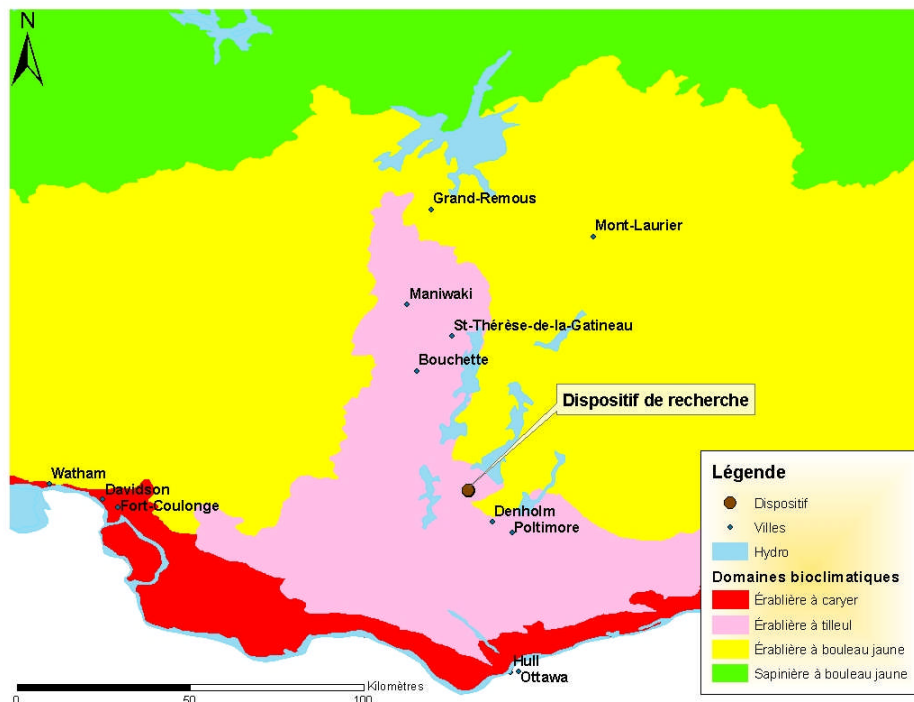 N
Grand-Remous
Mont-Laurier
Maniwaki
St-Thérèse-de-la-Gatineau
Bouchette
Dispositif de recherche
Watham
Davidson
Fort-Coulonge
Denholm
Poltimore
Hull
Ottawa
Légende
Dispositif
Villes
Hydro
Domaines bioclimatiques
Érablière à caryer
Érablière à tilleul
Érablière à bouleau jaune
Sapinière à bouleau jaune
Kilomètres
0 50 100